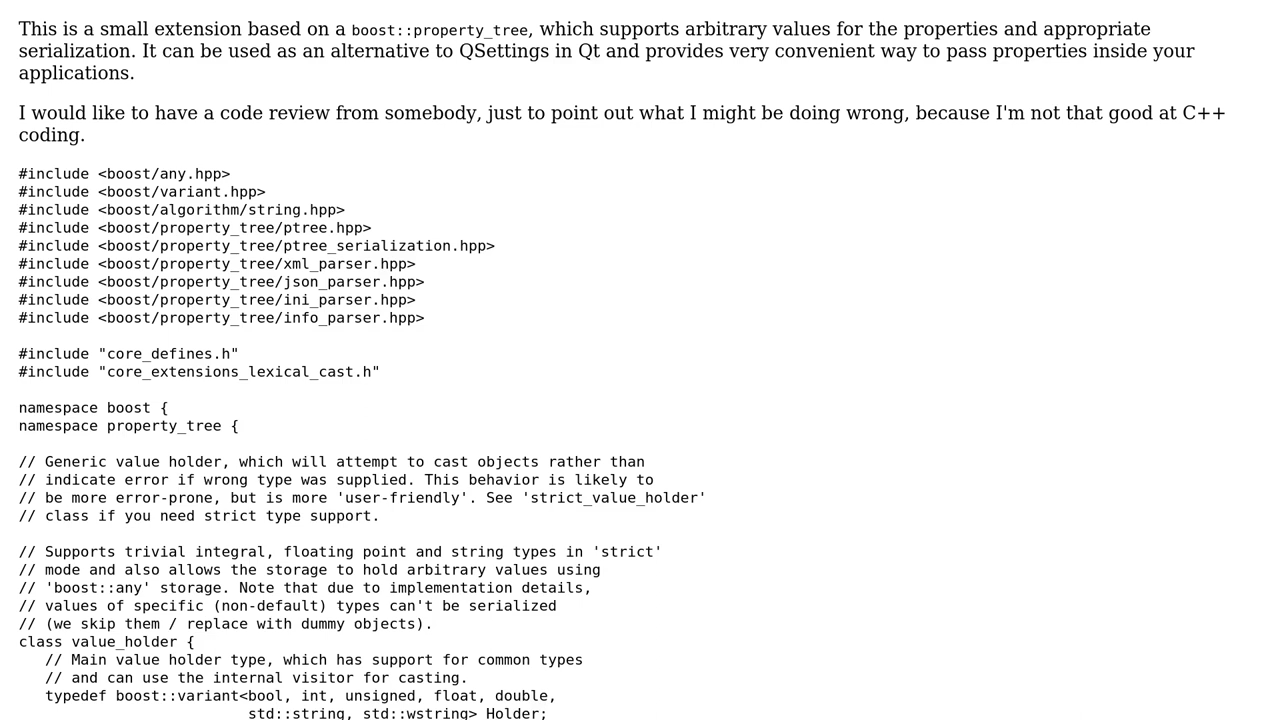 This is a small extension based on a boost::property_tree, which supports arbitrary values for the properties and appropriate
serialization. It can be used as an alternative to QSettings in Qt and provides very convenient way to pass properties inside your
applications.
I would like to have a code review from somebody, just to point out what I might be doing wrong, because I'm not that good at C++
coding.
#include <boost/any.hpp>
#include <boost/variant.hpp>
#include <boost/algorithm/string.hpp>
#include <boost/property_tree/ptree.hpp>
#include <boost/property_tree/ptree_serialization.hpp>
#include <boost/property_tree/xml_parser.hpp>
#include <boost/property_tree/json_parser.hpp>
#include <boost/property_tree/ini_parser.hpp>
#include <boost/property_tree/info_parser.hpp>
#include "core_defines.h"
#include "core_extensions_lexical_cast.h"
namespace boost {
namespace property_tree {
// Generic value holder, which will attempt to cast objects rather than
// indicate error if wrong type was supplied. This behavior is likely to
// be more error-prone, but is more 'user-friendly'. See 'strict_value_holder'
// class if you need strict type support.
// Supports trivial integral, floating point and string types in 'strict'
// mode and also allows the storage to hold arbitrary values using
// 'boost::any' storage. Note that due to implementation details,
// values of specific (non-default) types can't be serialized
// (we skip them / replace with dummy objects).
class value_holder {
   // Main value holder type, which has support for common types
   // and can use the internal visitor for casting.
   typedef boost::variant<bool, int, unsigned, float, double,
                          std::string, std::wstring> Holder;